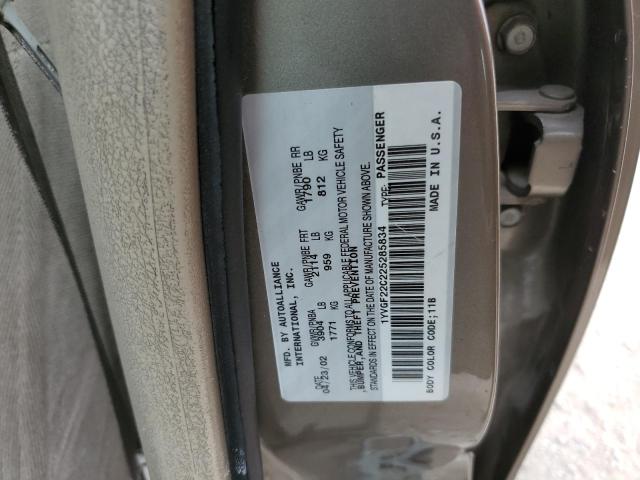 MFD. BY AUTOALLIANCE
INTERNATIONAL, INC.
DATE GVWR/PNBA GAWR/PNBE FRT GAWR/PNBE RR
04/23/02 3904 LB 2114 LB 1790 LB
1771 KG 959 KG 812 KG
THIS VEHICLE CONFORMS TO ALL APPLICABLE FEDERAL MOTOR VEHICLE SAFETY
,BUMPER,AND THEFT PREVENTION
STANDARDS IN EFFECT ON THE DATE OF MANUFACTURE SHOWN ABOVE.
1YVGF22C225285834 TYPE: PASSENGER
BODY COLOR CODE;11B MADE IN U.S.A.